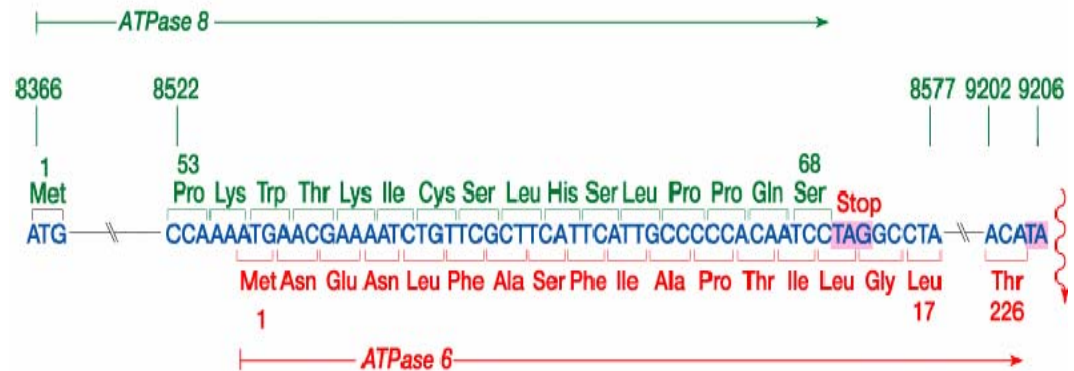 ATPase 8
8366 8522 8577 9202 9206
1 53 68
Met Pro Lys Trp Thr Lys Ile Cys Ser Leu His Ser Leu Pro Pro Gln Ser Stop
ATG CCAAAATGAACGAAAATCTGTTCGCTTCATTCATTGCCCCCACAATCCTAGGCCTA ACATA
Met Asn Glu Asn Leu Phe Ala Ser Phe Ile Ala Pro Thr Ile Leu Gly Leu Thr
1 17 226
ATPase 6